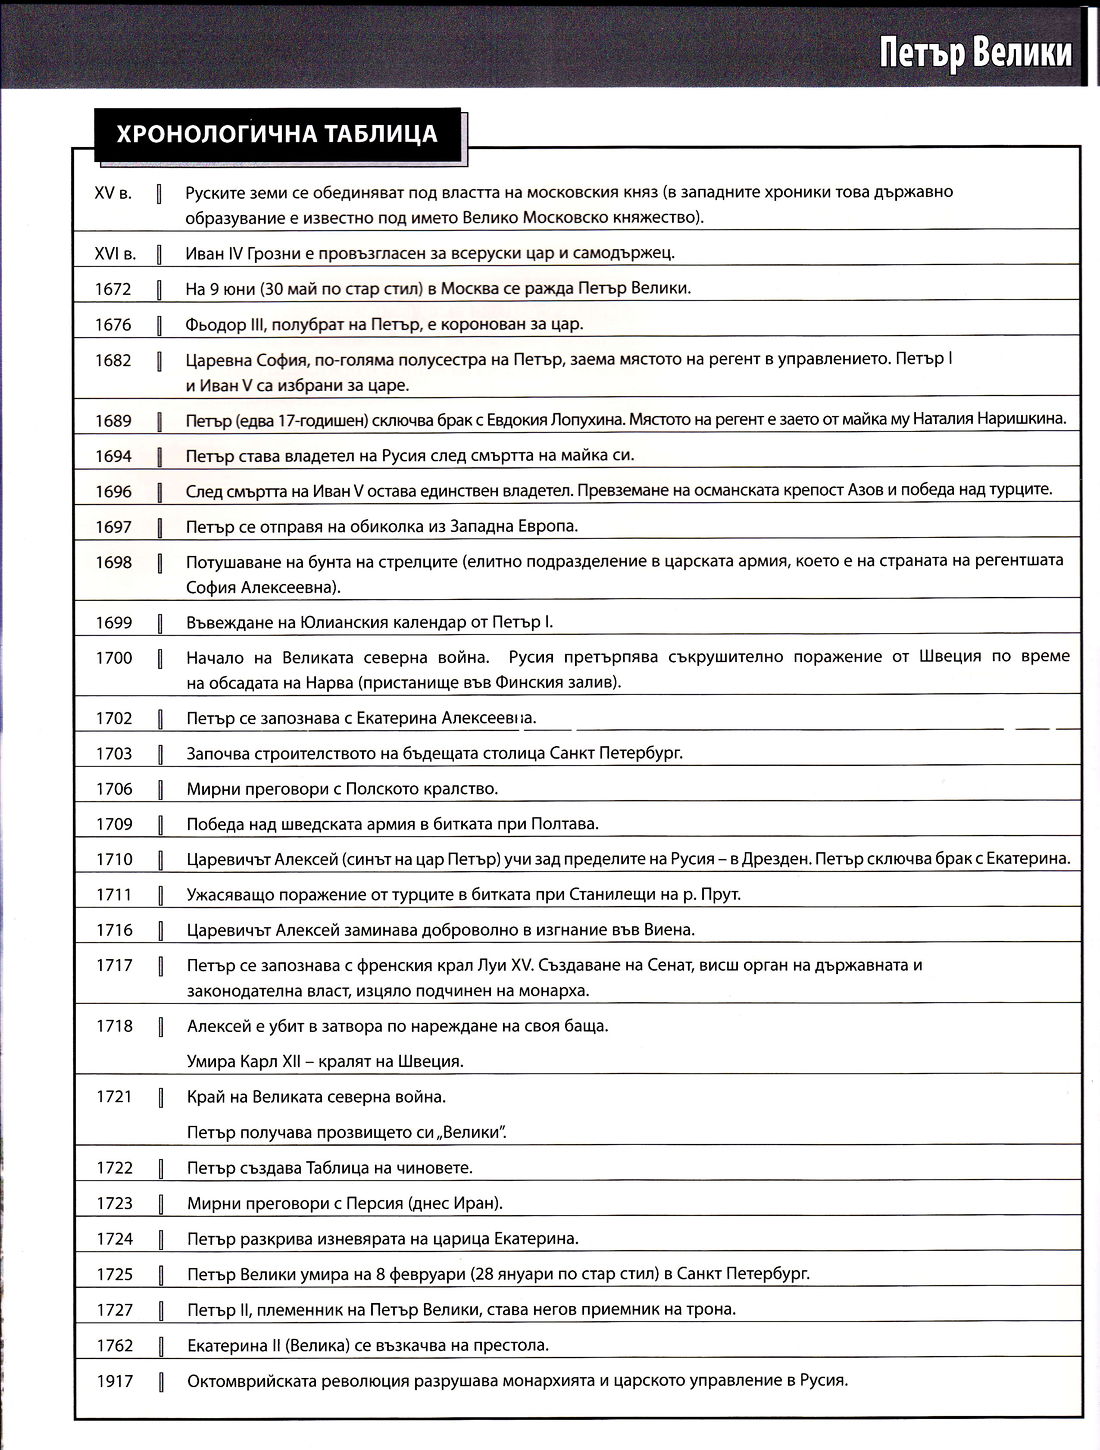 Петър Велики
ХРОНОЛОГИЧНА ТАБЛИЦА
XV в. Руските земи се обединяват под властта на московския княз (в западните хроники това държавно
образувание е известно под името Велико Московско княжество).
XVI в. Иван IV Грозни е провъзгласен за всеруски цар и самодържец.
1672 На 9 юни (30 май по стар стил) в Москва се ражда Петър Велики.
1676 Фьодор III, полубрат на Петър, е коронован за цар.
1682 Царевна София, по-голяма полусестра на Петър, заема мястото на регент в управлението. Петър I
и Иван V са избрани за царе.
1689 Петър (едва 17-годишен) сключва брак с Евдокия Лопухина. Мястото на регент е заето от майка му Наталия Наришкина.
1694 Петър става владетел на Русия след смъртта на майка си.
1696 След смъртта на Иван V остава единствен владетел. Превземане на османската крепост Азов и победа над турците.
1697 Петър се отправя на обиколка из Западна Европа.
1698 Потушаване на бунта на стрелците (елитно подразделение в царската армия, което е на страната на регентшата
София Алексеевна).
1699 Въвеждане на Юлианския календар от Петър I.
1700 Начало на Великата северна война. Русия претърпява съкрушително поражение от Швеция по време
на обсадата на Нарва (пристанище във Финския залив).
1702 Петър се запознава с Екатерина Алексеевна.
1703 Започва строителството на бъдещата столица Санкт Петербург.
1706 Мирни преговори с Полското кралство.
1709 Победа над шведската армия в битката при Полтава.
1710 Царевичът Алексей (синът на цар Петър) учи зад пределите на Русия – в Дрезден. Петър сключва брак с Екатерина.
1711 Ужасяващо поражение от турците в битката при Станилещи на р. Прут.
1716 Царевичът Алексей заминава доброволно в изгнание във Виена.
1717 Петър се запознава с френския крал Луи XV. Създаване на Сенат, висш орган на държавната и
законодателна власт, изцяло подчинен на монарха.
1718 Алексей е убит в затвора по нареждане на своя баща.
Умира Карл XII – кралят на Швеция.
1721 Край на Великата северна война.
Петър получава прозвището си „Велики”.
1722 Петър създава Таблица на чиновете.
1723 Мирни преговори с Персия (днес Иран).
1724 Петър разкрива изневярата на царица Екатерина.
1725 Петър Велики умира на 8 февруари (28 януари по стар стил) в Санкт Петербург.
1727 Петър II, племенник на Петър Велики, става негов приемник на трона.
1762 Екатерина II (Велика) се възкачва на престола.
1917 Октомврийската революция разрушава монархията и царското управление в Русия.